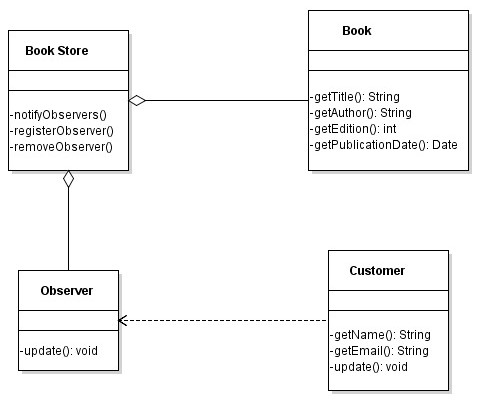 Book Store
-notifyObservers()
-registerObserver()
-removeObserver()
Book
-getTitle(): String
-getAuthor(): String
-getEdition(): int
-getPublicationDate(): Date
Observer
-update(): void
Customer
-getName(): String
-getEmail(): String
-update(): void